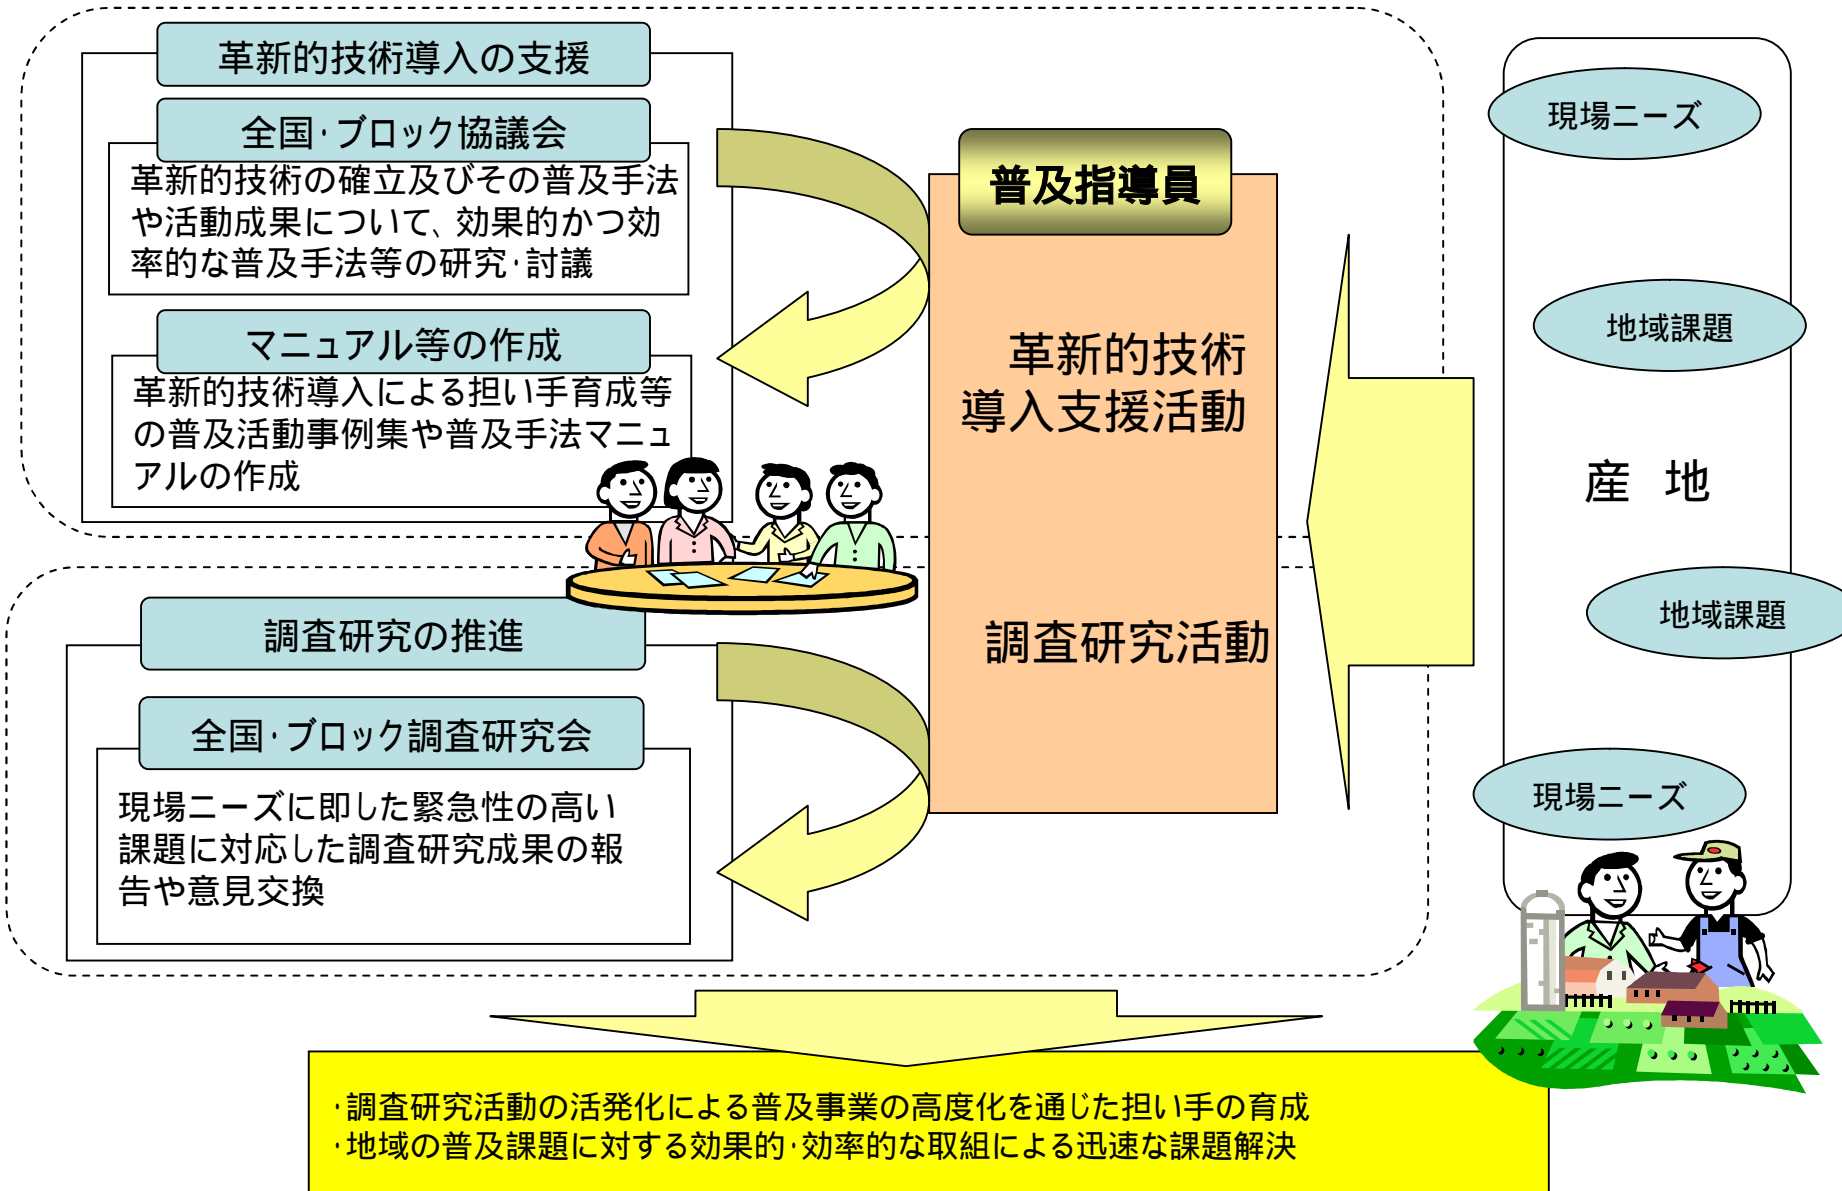 革新的技術導入の支援
全国・ブロック協議会
革新的技術の確立及びその普及手法
や活動成果について、効果的かつ効
率的な普及手法等の研究・討議
マニュアル等の作成
革新的技術導入による担い手育成等
の普及活動事例集や普及手法マニュ
アルの作成
調査研究の推進
全国・ブロック調査研究会
現場ニーズに即した緊急性の高い
課題に対応した調査研究成果の報
告や意見交換
普及指導員
革新的技術
導入支援活動
調査研究活動
現場ニーズ
地域課題
産 地
地域課題
現場ニーズ
・調査研究活動の活発化による普及事業の高度化を通じた担い手の育成
・地域の普及課題に対する効果的・効率的な取組による迅速な課題解決